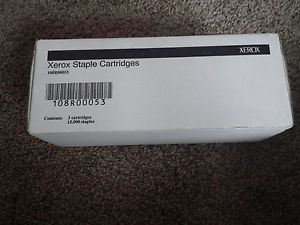 XEROX
Xerox Staple Cartridges
108R00053
108R00053
Contents: 3 cartridges
15,000 staples